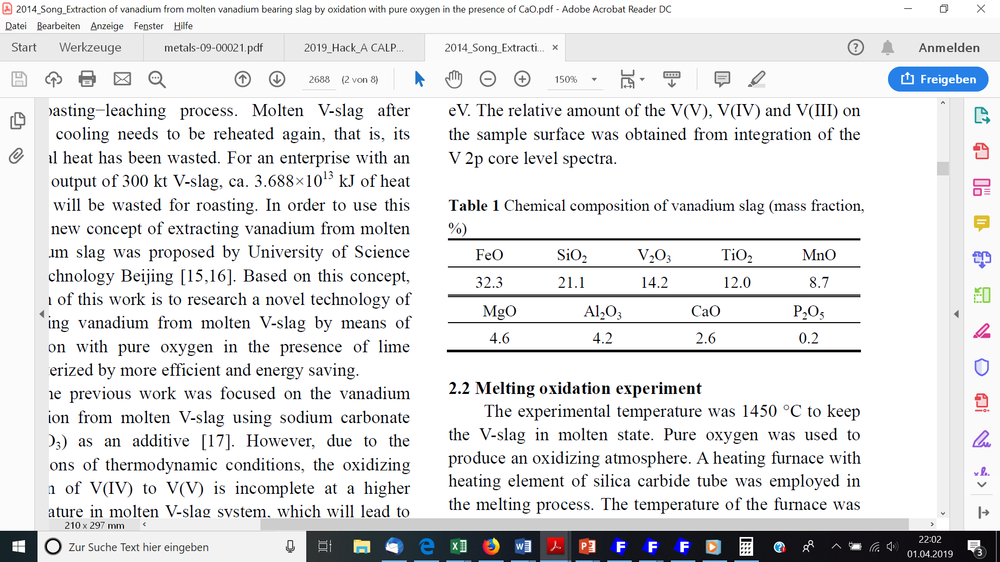 2014_Song_Extraction of vanadium from molten vanadium bearing slag by oxidation with pure oxygen in the presence of CaO.pdf - Adobe Acrobat Reader DC
Datei Bearbeiten Anzeige Fenster Hilfe
Start Werkzeuge metals-09-00021.pdf 2019_Hack_A CALP... 2014_Song_Extracti... × Anmelden
2688 (2 von 8) 150% Freigeben
oasting−leaching process. Molten V-slag after
cooling needs to be reheated again, that is, its
al heat has been wasted. For an enterprise with an
output of 300 kt V-slag, ca. 3.688×10¹³ kJ of heat
will be wasted for roasting. In order to use this
new concept of extracting vanadium from molten
um slag was proposed by University of Science
chnology Beijing [15,16]. Based on this concept,
n of this work is to research a novel technology of
ing vanadium from molten V-slag by means of
on with pure oxygen in the presence of lime
terized by more efficient and energy saving.
he previous work was focused on the vanadium
ion from molten V-slag using sodium carbonate
O₃) as an additive [17]. However, due to the
ons of thermodynamic conditions, the oxidizing
n of V(IV) to V(V) is incomplete at a higher
ature in molten V-slag system, which will lead to
eV. The relative amount of the V(V), V(IV) and V(III) on
the sample surface was obtained from integration of the
V 2p core level spectra.
Table 1 Chemical composition of vanadium slag (mass fraction,
%)
FeO SiO₂ V₂O₃ TiO₂ MnO
32.3 21.1 14.2 12.0 8.7
MgO Al₂O₃ CaO P₂O₅
4.6 4.2 2.6 0.2
2.2 Melting oxidation experiment
The experimental temperature was 1450 °C to keep
the V-slag in molten state. Pure oxygen was used to
produce an oxidizing atmosphere. A heating furnace with
heating element of silica carbide tube was employed in
the melting process. The temperature of the furnace was
210 x 297 mm
Zur Suche Text hier eingeben
22:02
01.04.2019
3